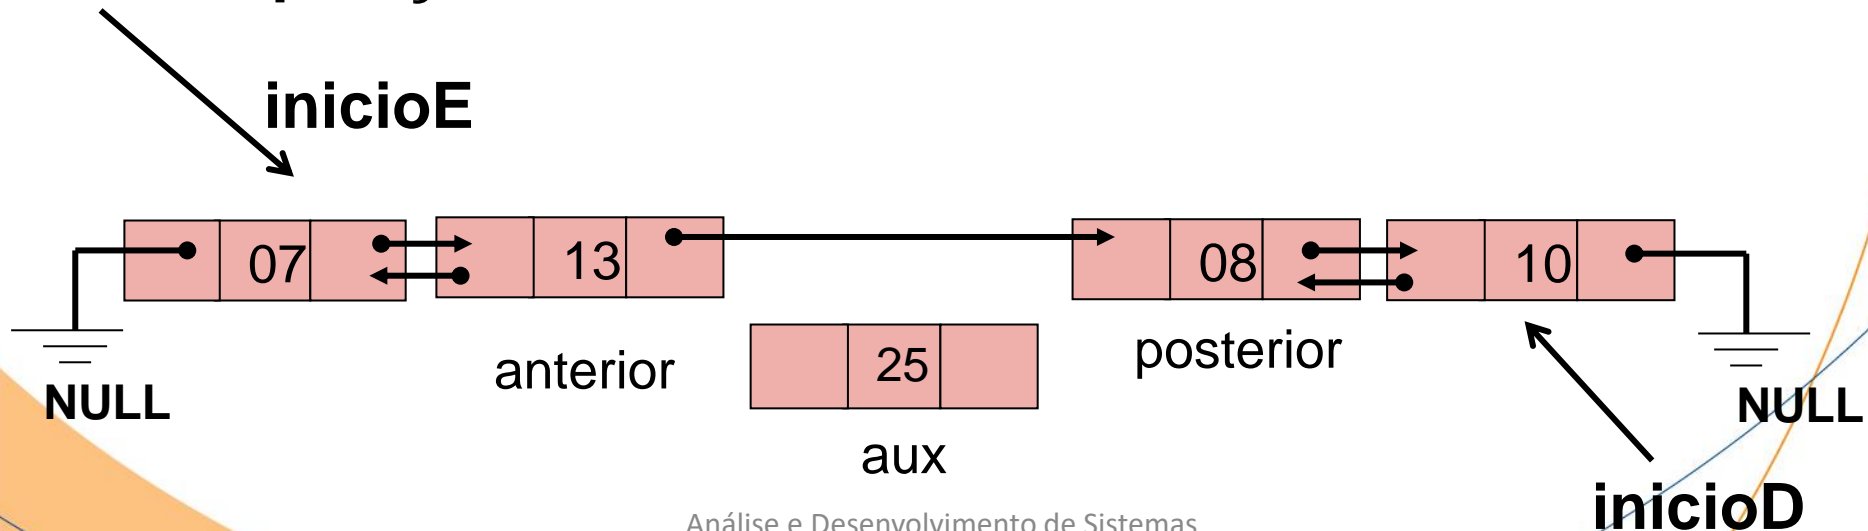 inicioE
07 13 08 10
anterior 25 posterior
NULL NULL
aux
inicioD
Análise e Desenvolvimento de Sistemas